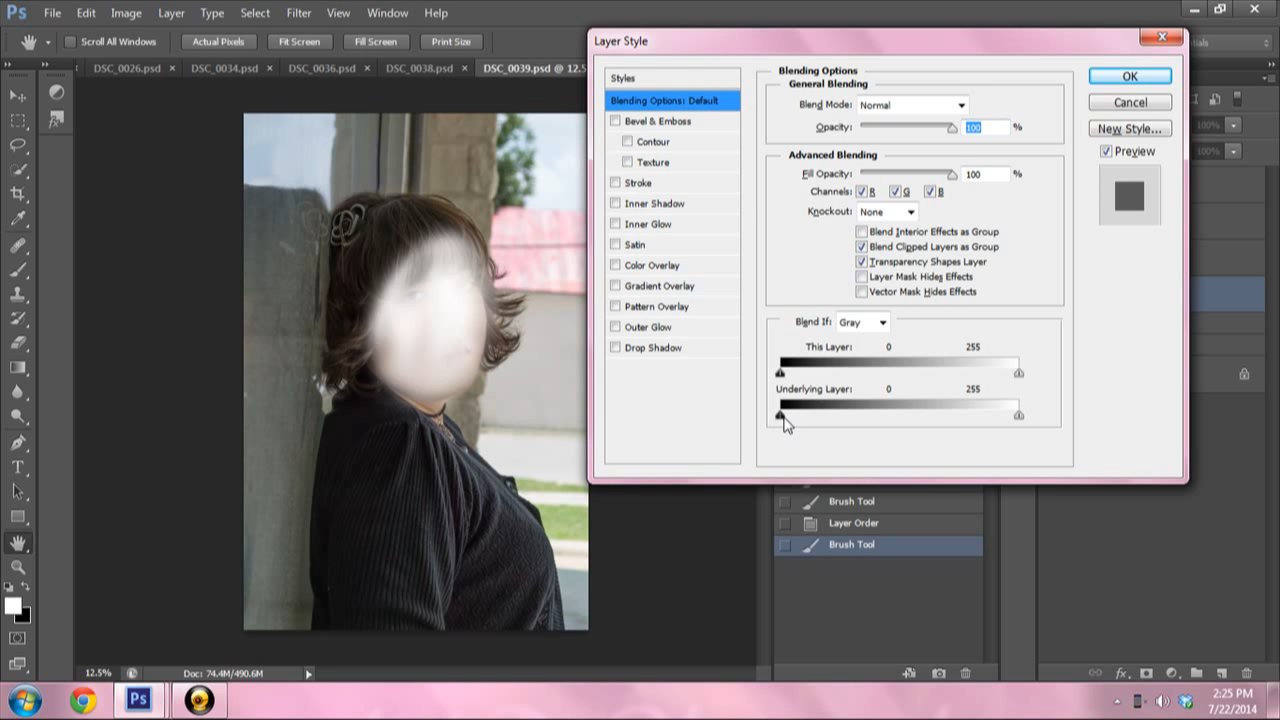 Ps File Edit Image Layer Type Select Filter View Window Help
Scroll All Windows Actual Pixels Fit Screen Fill Screen Print Size
DSC_0026.psd × DSC_0034.psd × DSC_0036.psd × DSC_0038.psd × DSC_0039.psd @ 12.5
Layer Style
Styles
Blending Options: Default
Bevel & Emboss
Contour
Texture
Stroke
Inner Shadow
Inner Glow
Satin
Color Overlay
Gradient Overlay
Pattern Overlay
Outer Glow
Drop Shadow
Blending Options
General Blending
Blend Mode: Normal
Opacity: 100 %
Advanced Blending
Fill Opacity: 100 %
Channels: R G B
Knockout: None
Blend Interior Effects as Group
Blend Clipped Layers as Group
Transparency Shapes Layer
Layer Mask Hides Effects
Vector Mask Hides Effects
Blend If: Gray
This Layer: 0 255
Underlying Layer: 0 255
OK
Cancel
New Style...
Preview
entials
100%
100%
Brush Tool
Layer Order
Brush Tool
12.5% Doc: 74.4M/490.6M
fx
Ps
2:25 PM
7/22/2014